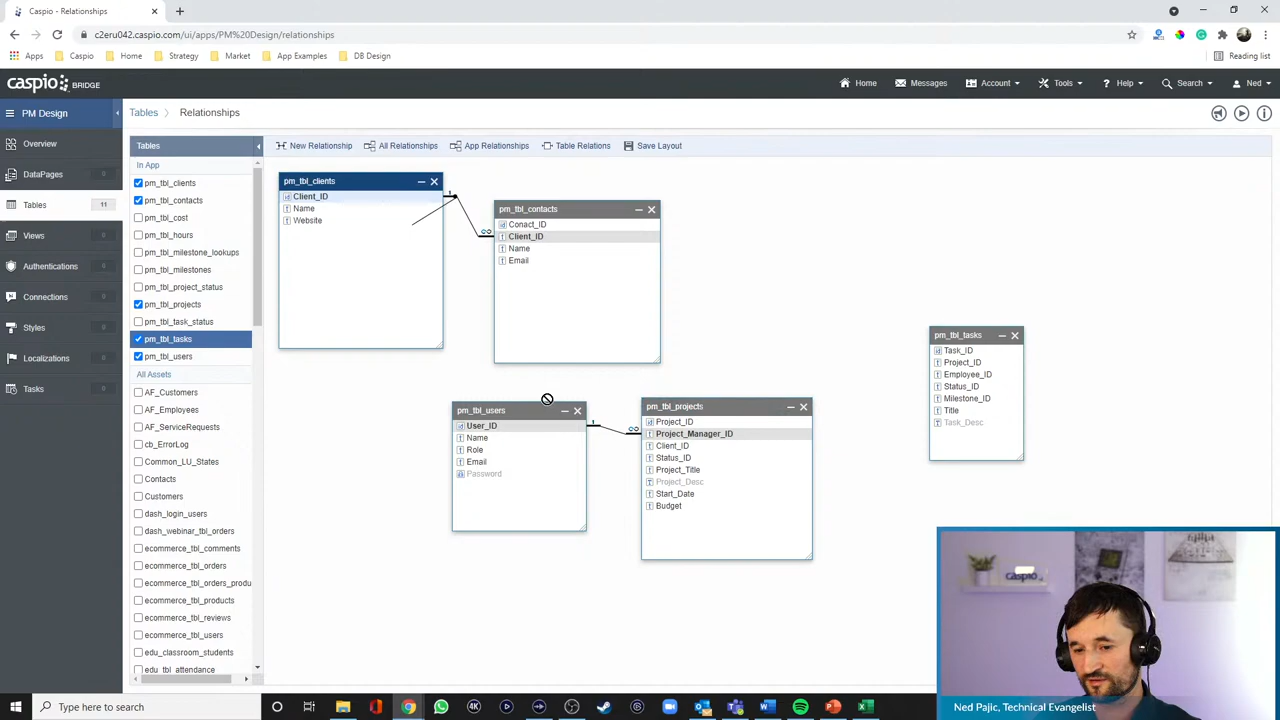 Caspio - Relationships
c2eru042.caspio.com/ui/apps/PM%20Design/relationships
Apps
Caspio
Home
Strategy
Market
App Examples
DB Design
Reading list
caspio BRIDGE
Home
Messages
Account
Tools
? Help
Search
Ned
PM Design
Tables
Relationships
Overview
DataPages
Tables
11
Views
0
Authentications
0
Connections
0
Styles
0
Localizations
0
Tasks
0
Tables
In App
pm_tbl_clients
pm_tbl_contacts
pm_tbl_cost
pm_tbl_hours
pm_tbl_milestone_lookups
pm_tbl_milestones
pm_tbl_project_status
pm_tbl_projects
pm_tbl_task_status
pm_tbl_tasks
pm_tbl_users
All Assets
AF_Customers
AF_Employees
AF_ServiceRequests
cb_ErrorLog
Common_LU_States
Contacts
Customers
dash_login_users
dash_webinar_tbl_orders
ecommerce_tbl_comments
ecommerce_tbl_orders
ecommerce_tbl_orders_produ
ecommerce_tbl_products
ecommerce_tbl_reviews
ecommerce_tbl_users
edu_classroom_students
edu_tbl_attendance
New Relationship
All Relationships
App Relationships
Table Relations
Save Layout
pm_tbl_clients
Client_ID
Name
Website
1
∞
pm_tbl_contacts
Conact_ID
Client_ID
Name
Email
pm_tbl_users
User_ID
Name
Role
Email
Password
1
∞
pm_tbl_projects
Project_ID
Project_Manager_ID
Client_ID
Status_ID
Project_Title
Project_Desc
Start_Date
Budget
pm_tbl_tasks
Task_ID
Project_ID
Employee_ID
Status_ID
Milestone_ID
Title
Task_Desc
caspio
Ned Pajic, Technical Evangelist
Type here to search